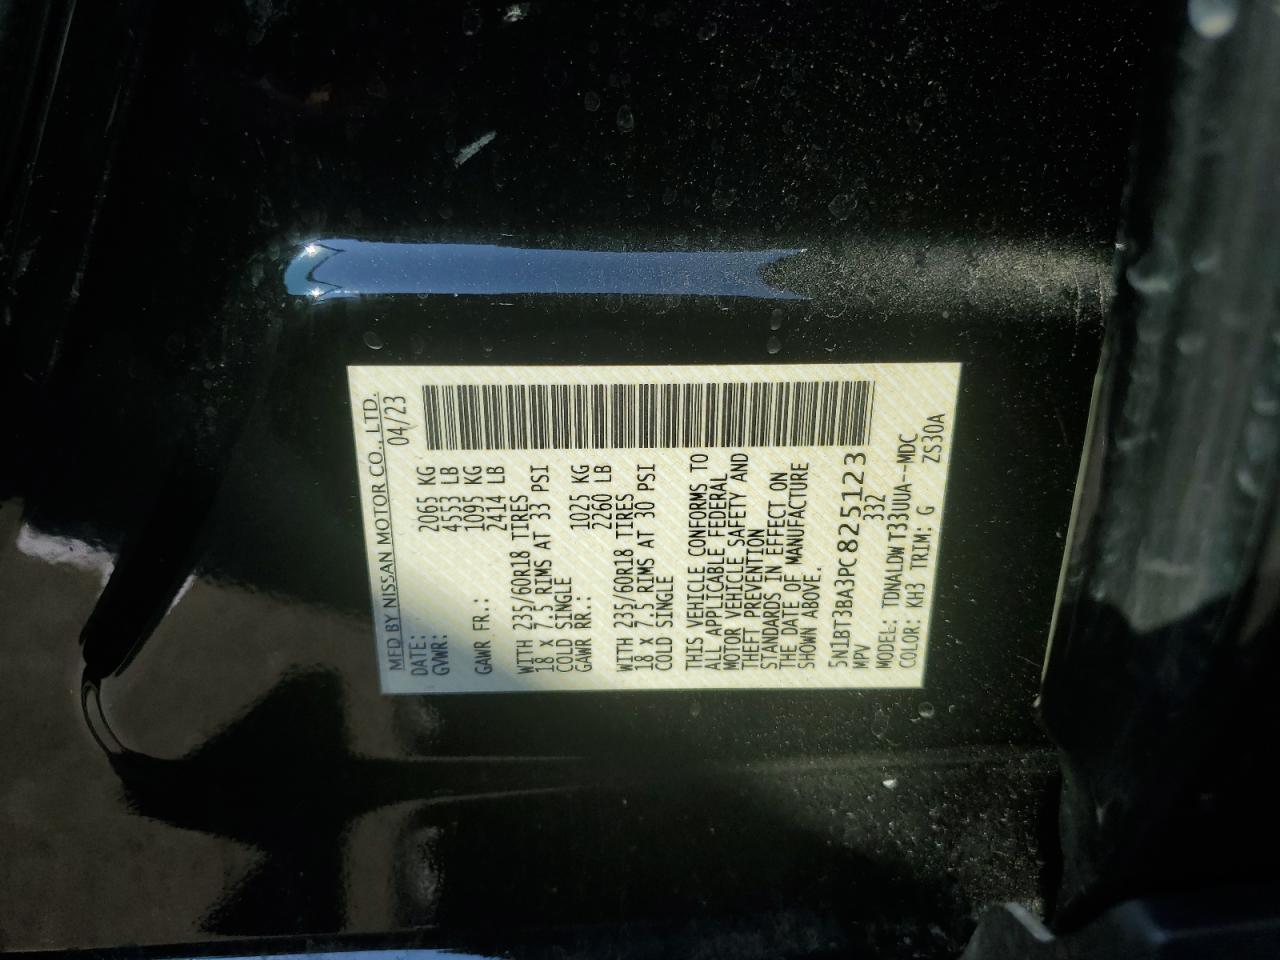 MFD BY NISSAN MOTOR CO., LTD.
DATE: 04/23
GVWR: 2065 KG
4553 LB
GAWR FR.: 1095 KG
2414 LB
WITH 235/60R18 TIRES
18 X 7.5 RIMS AT 33 PSI
COLD SINGLE
GAWR RR.: 1025 KG
2260 LB
WITH 235/60R18 TIRES
18 X 7.5 RIMS AT 30 PSI
COLD SINGLE
THIS VEHICLE CONFORMS TO
ALL APPLICABLE FEDERAL
MOTOR VEHICLE SAFETY AND
THEFT PREVENTION
STANDARDS IN EFFECT ON
THE DATE OF MANUFACTURE
SHOWN ABOVE.
5N1BT3BA3PC825123
MPV 332
MODEL: TDNALDWT33UUA--MDC
COLOR: KH3 TRIM: G ZS30A